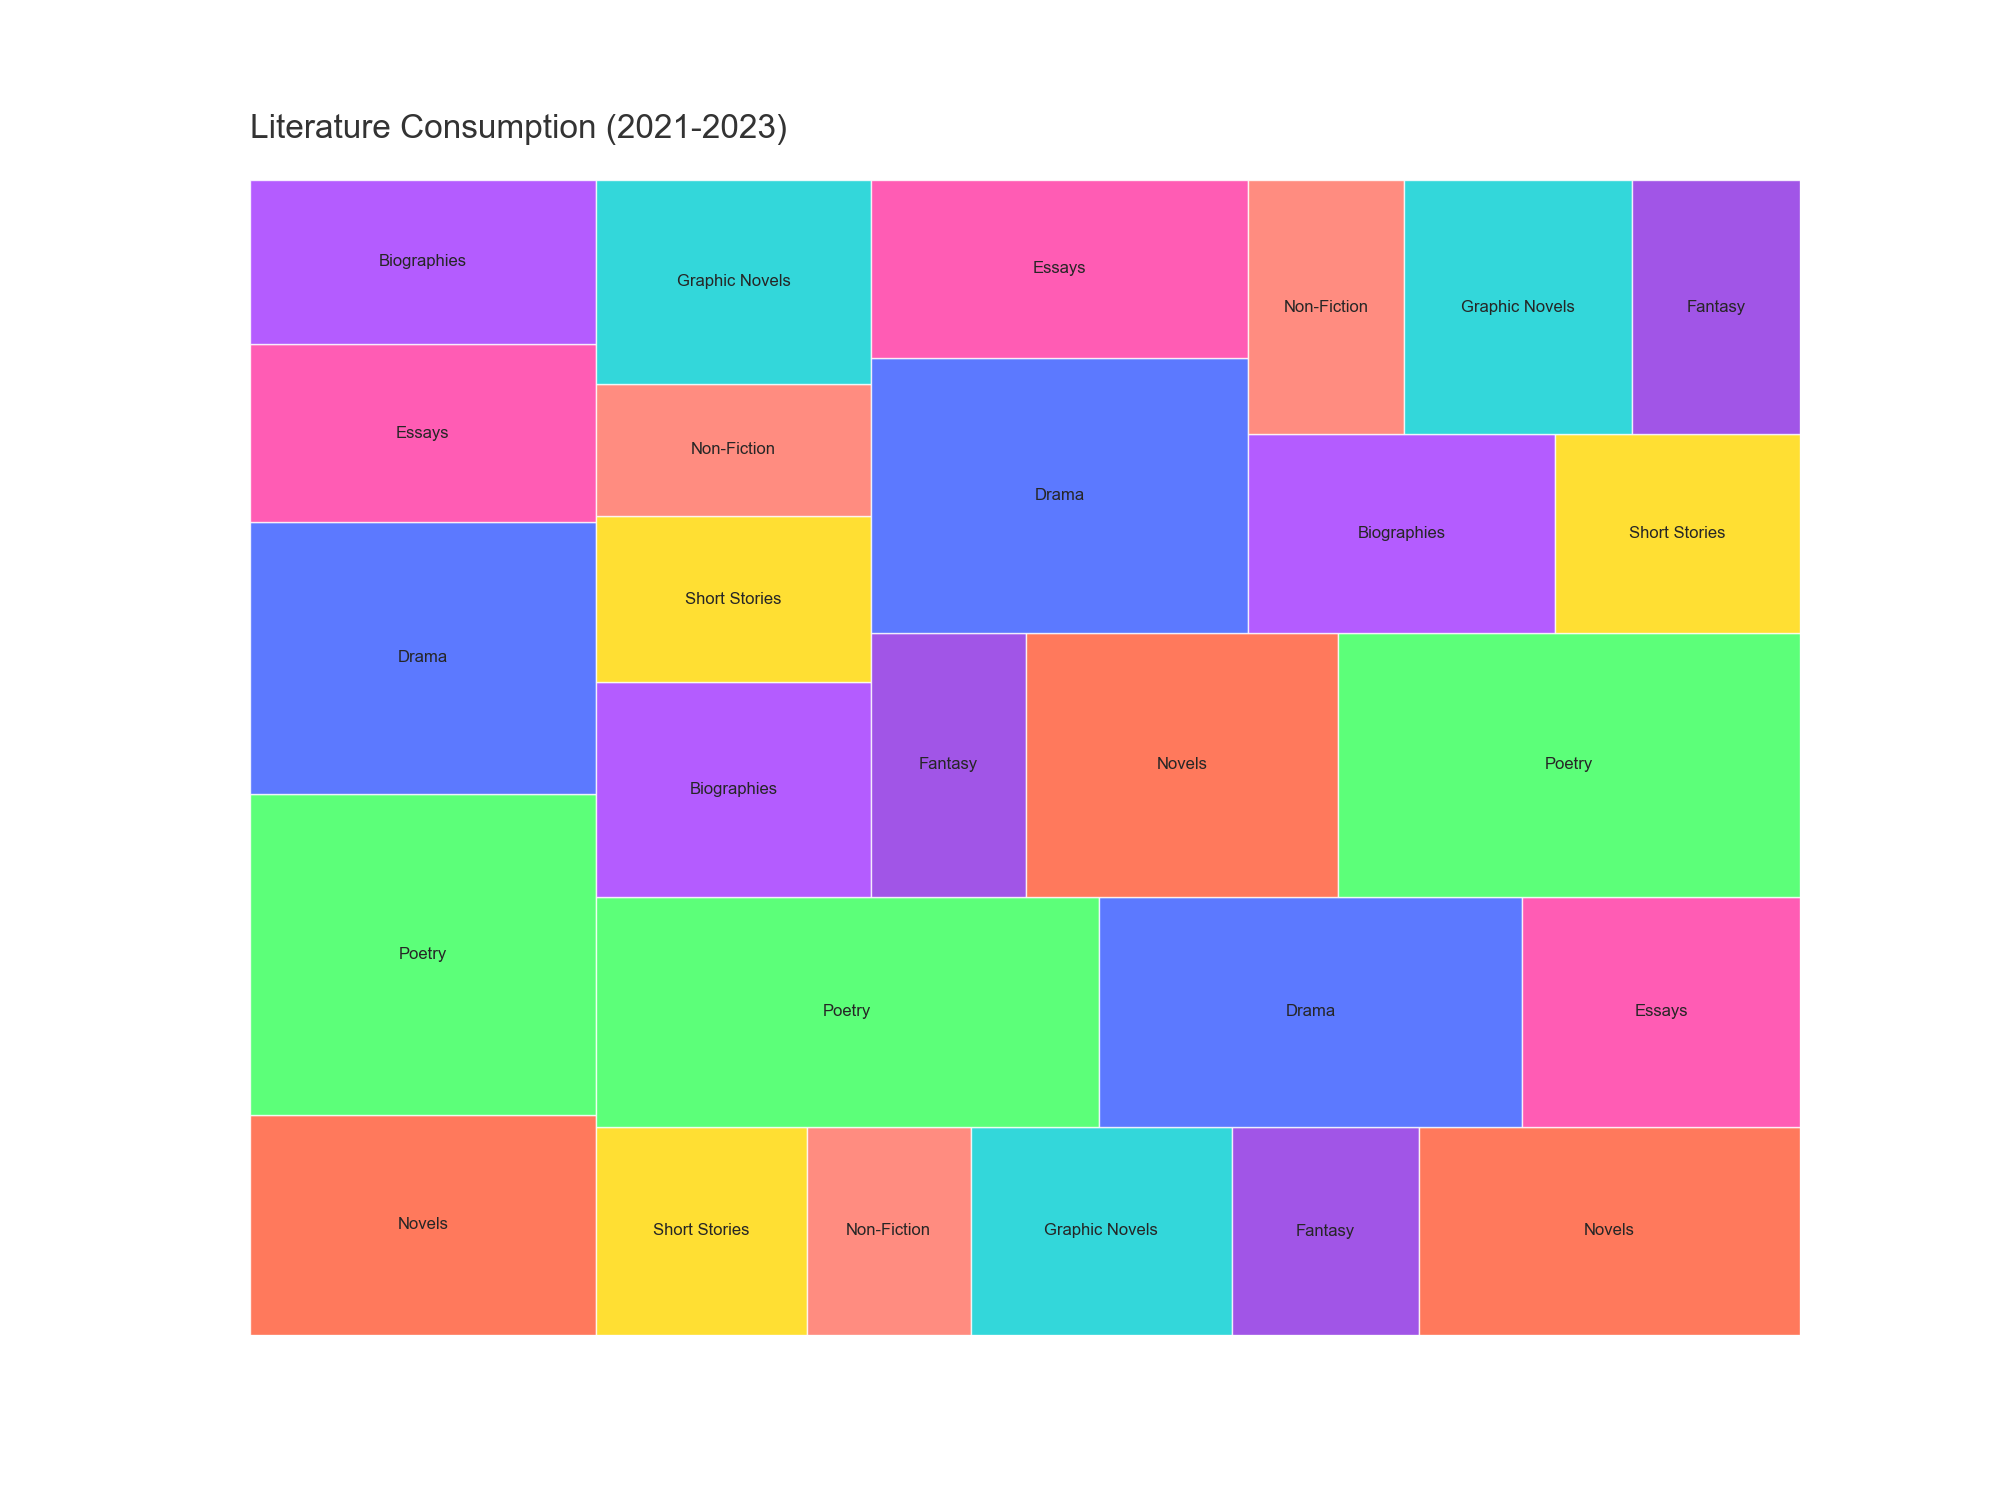 Literature Consumption (2021-2023)
Biographies
Graphic Novels
Essays
Non-Fiction
Graphic Novels
Fantasy
Essays
Non-Fiction
Drama
Biographies
Short Stories
Drama
Short Stories
Biographies
Fantasy
Novels
Poetry
Poetry
Poetry
Drama
Essays
Novels
Short Stories
Non-Fiction
Graphic Novels
Fantasy
Novels